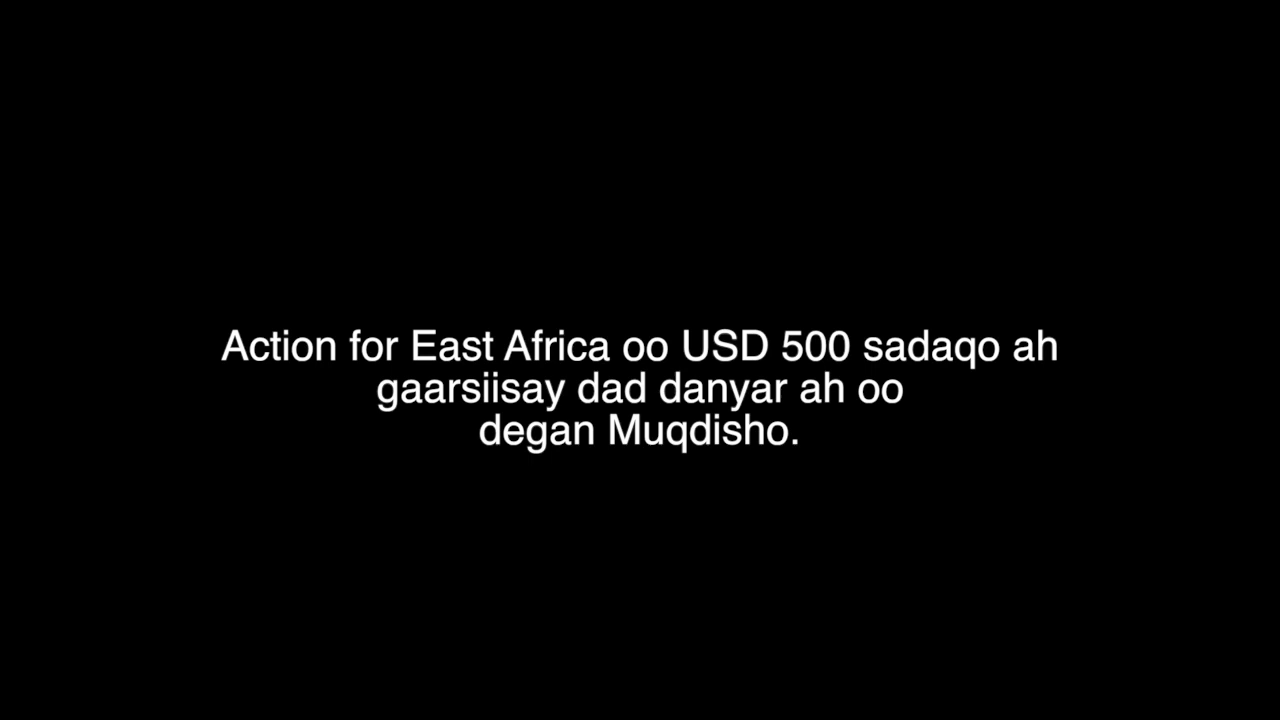 Action for East Africa oo USD 500 sadaqo ah
gaarsiisay dad danyar ah oo
degan Muqdisho.